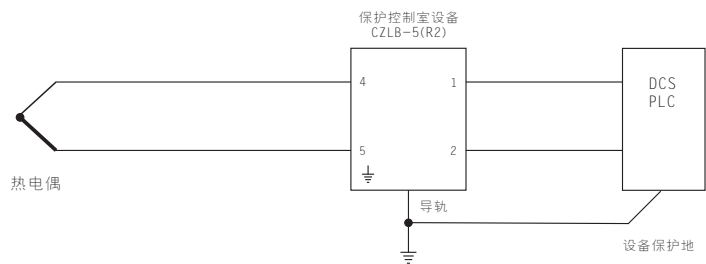 保护控制室设备
CZLB-5(R2)
4
1
DCS
PLC
5
2
热电偶
导轨
设备保护地